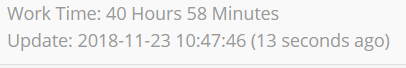 Work Time: 40 Hours 58 Minutes
Update: 2018-11-23 10:47:46 (13 seconds ago)